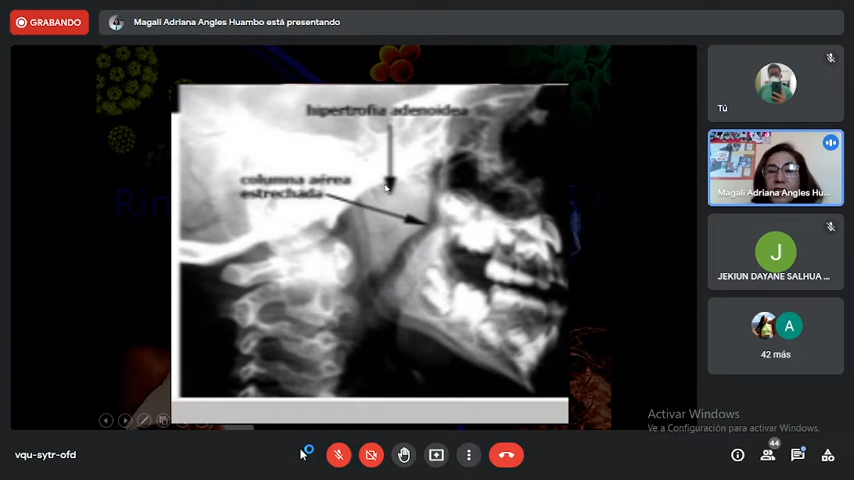 GRABANDO
Magali Adriana Angles Huambo está presentando
hipertrofia adenoidea
columna aérea
estrechada
Tú
Magali Adriana Angles Hu...
J
JEKIUN DAYANE SALHUA ...
A
42 más
Activar Windows
Ve a Configuración para activar Windows.
vqu-sytr-ofd
44